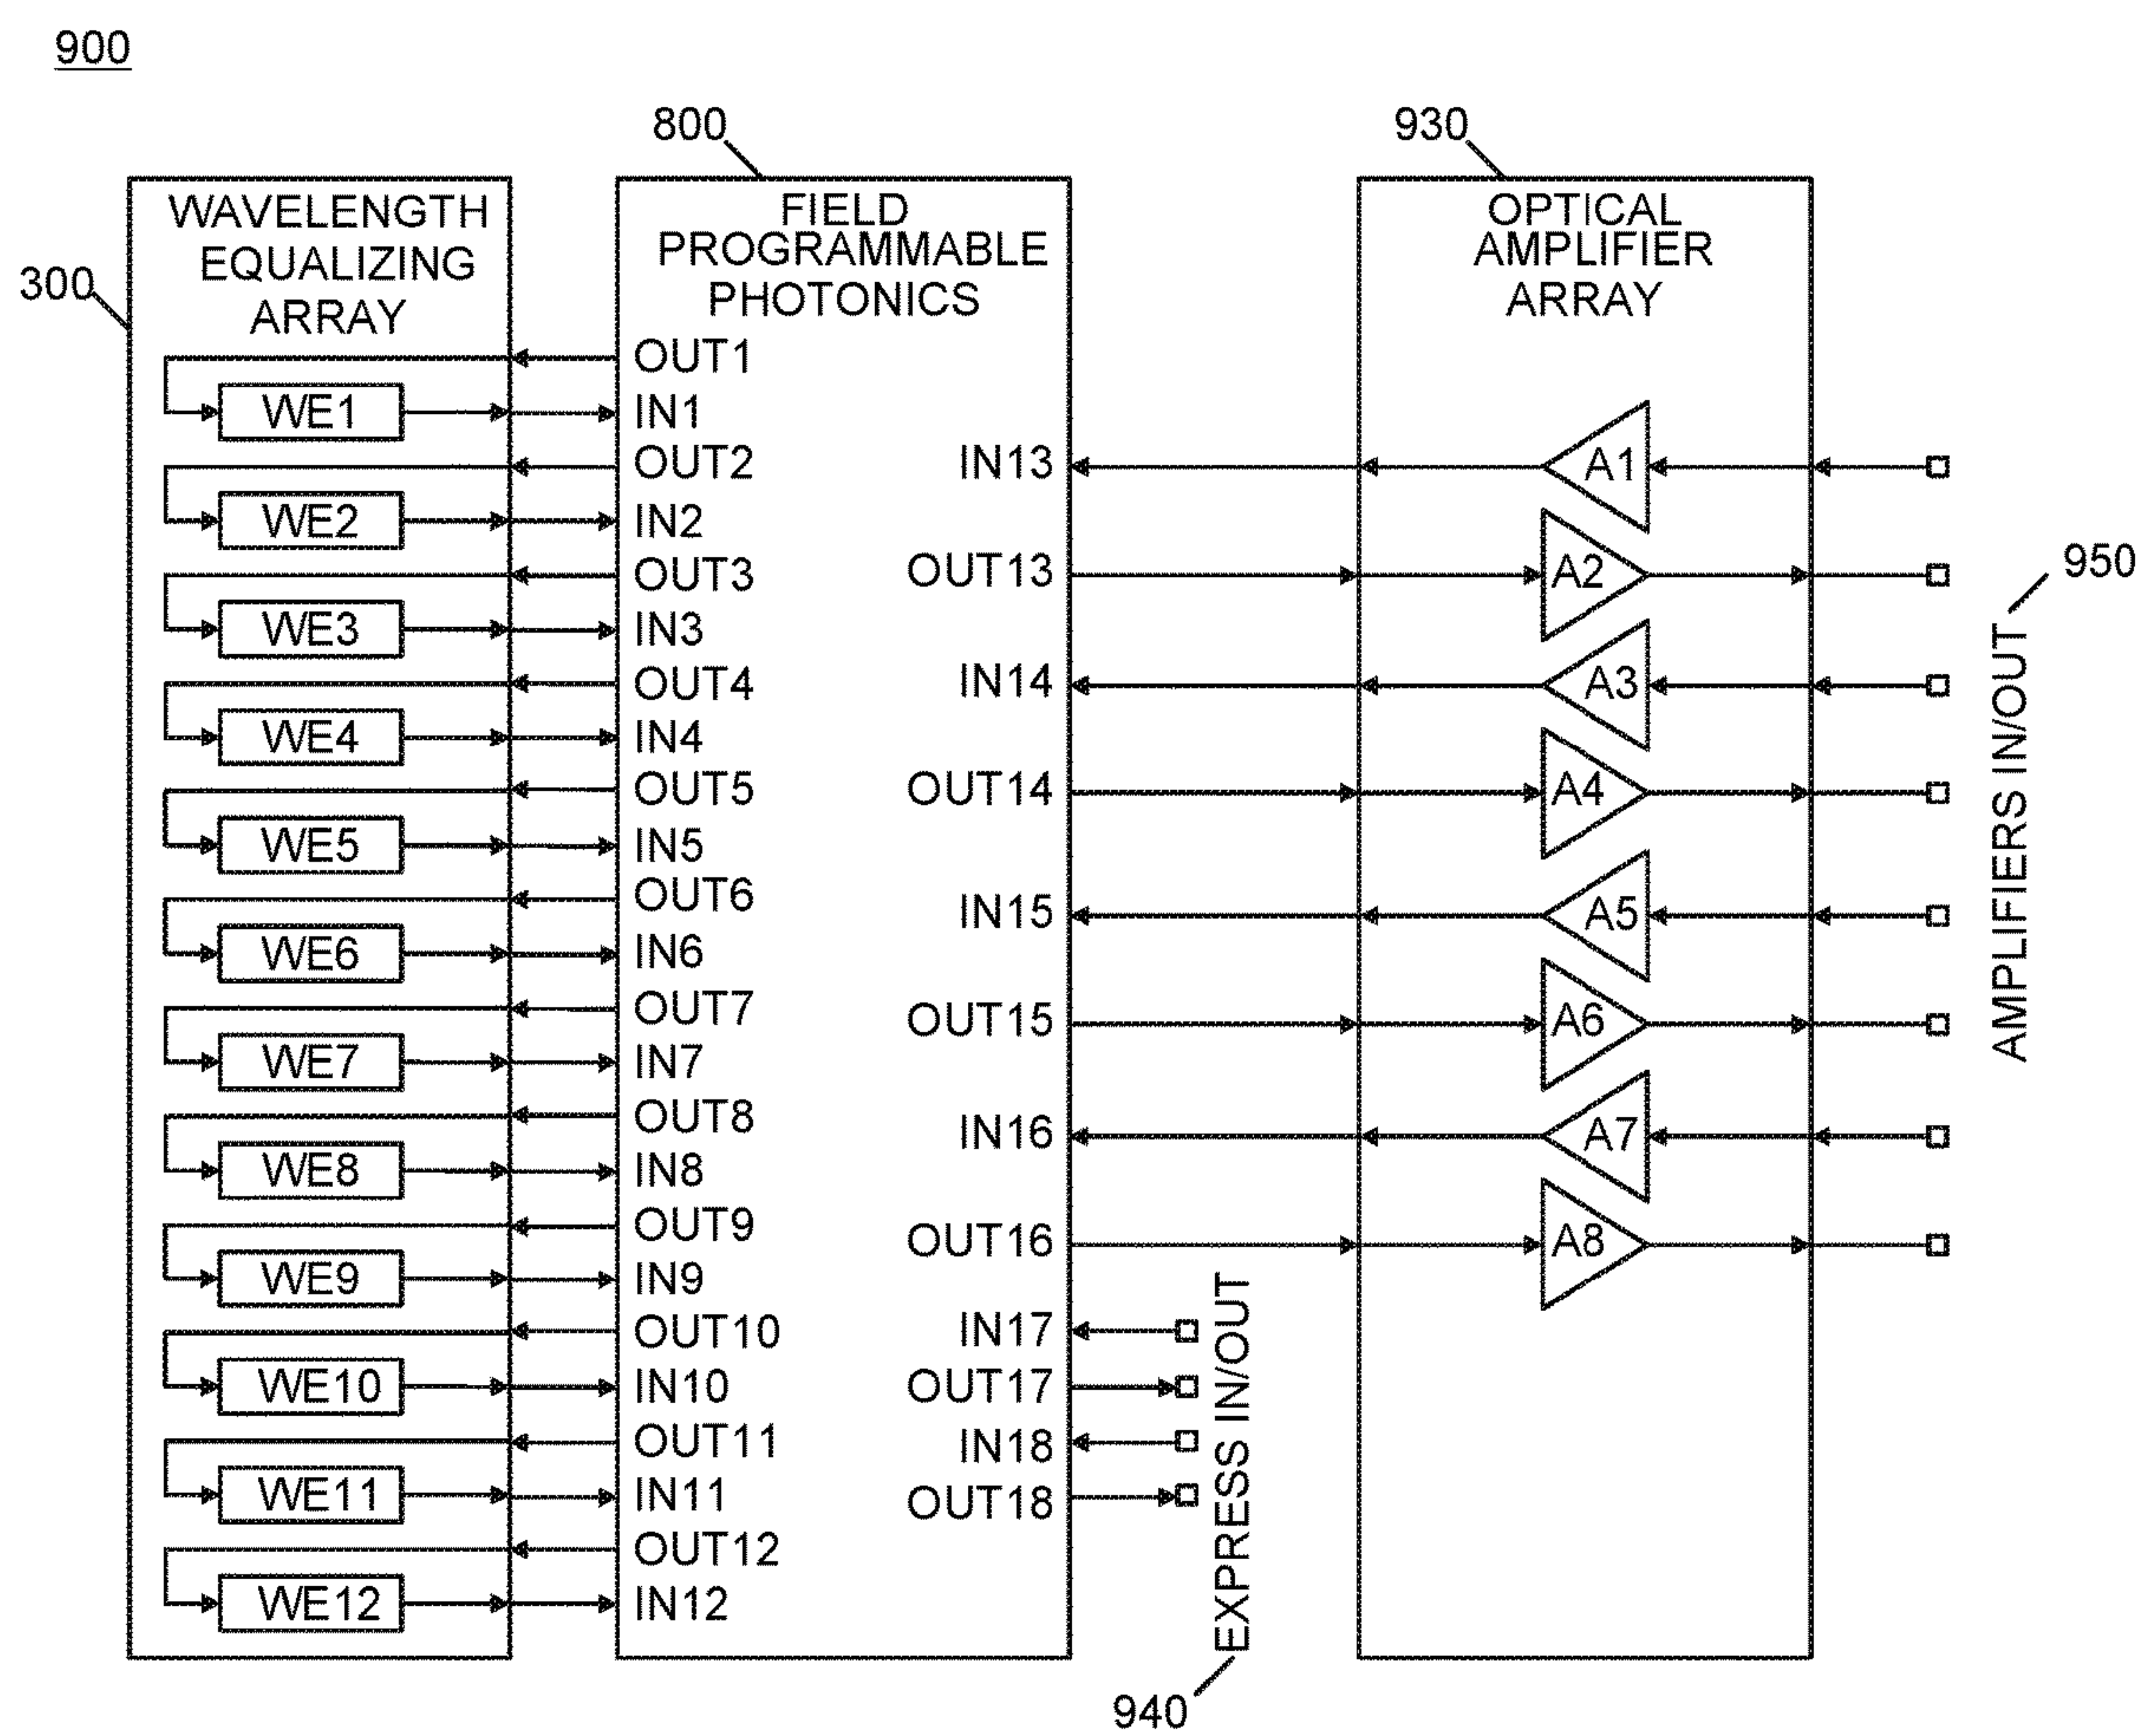 900
800
930
300
WAVELENGTH
EQUALIZING
ARRAY
FIELD
PROGRAMMABLE
PHOTONICS
OPTICAL
AMPLIFIER
ARRAY
OUT1
WE1 IN1
OUT2 IN13 A1
WE2 IN2
OUT3 OUT13 A2
WE3 IN3
OUT4 IN14 A3
WE4 IN4
OUT5 OUT14 A4
WE5 IN5
OUT6 IN15 A5
WE6 IN6
OUT7 OUT15 A6
WE7 IN7
OUT8 IN16 A7
WE8 IN8
OUT9 OUT16 A8
WE9 IN9
OUT10 IN17
WE10 IN10 OUT17
OUT11 IN18
WE11 IN11 OUT18
OUT12
WE12 IN12
EXPRESS IN/OUT
940
AMPLIFIERS IN/OUT
950